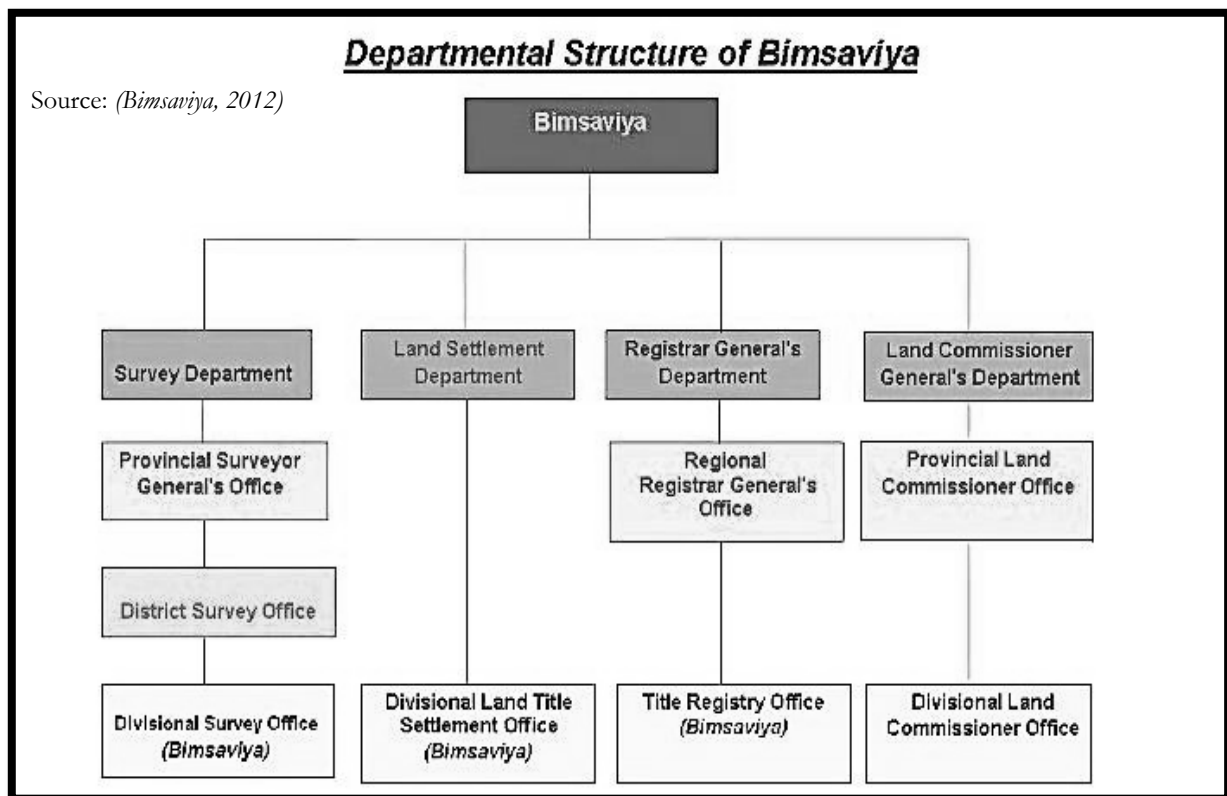 Departmental Structure of Bimsaviya
Source: (Bimsaviya, 2012)
Bimsaviya
Survey Department
Land Settlement
Department
Registrar General's
Department
Land Commissioner
General's Department
Provincial Surveyor
General's Office
Regional
Registrar General's
Office
Provincial Land
Commissioner Office
District Survey Office
Divisional Survey Office
(Bimsaviya)
Divisional Land Title
Settlement Office
(Bimsaviya)
Title Registry Office
(Bimsaviya)
Divisional Land
Commissioner Office